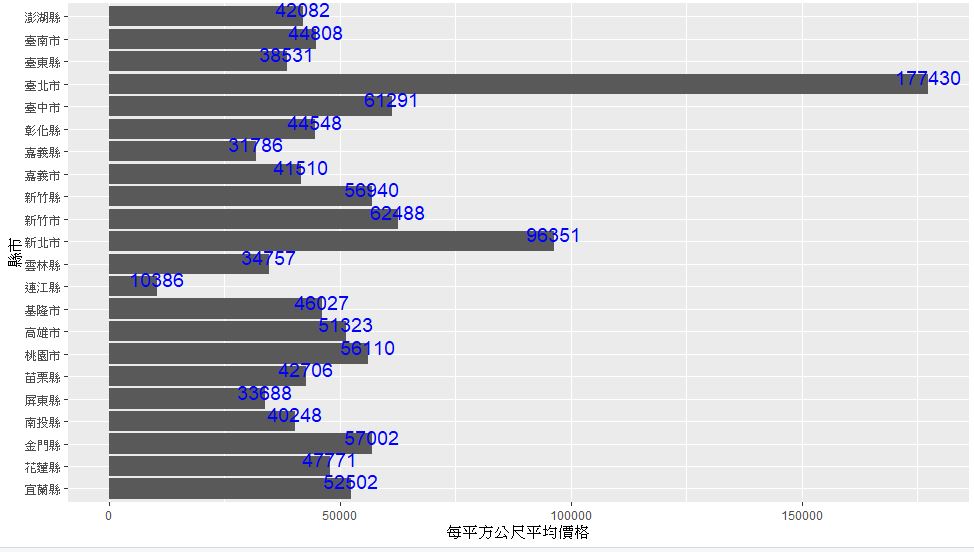 澎湖縣 42082
臺南市 44808
臺東縣 38531
臺北市 177430
臺中市 61291
彰化縣 44548
嘉義縣 31786
嘉義市 41510
新竹縣 56940
新竹市 62488
新北市 96351
縣市
雲林縣 34757
連江縣 10386
基隆市 46027
高雄市 51323
桃園市 56110
苗栗縣 42706
屏東縣 33688
南投縣 40248
金門縣 57002
花蓮縣 47771
宜蘭縣 52502
0 50000 100000 150000
每平方公尺平均價格